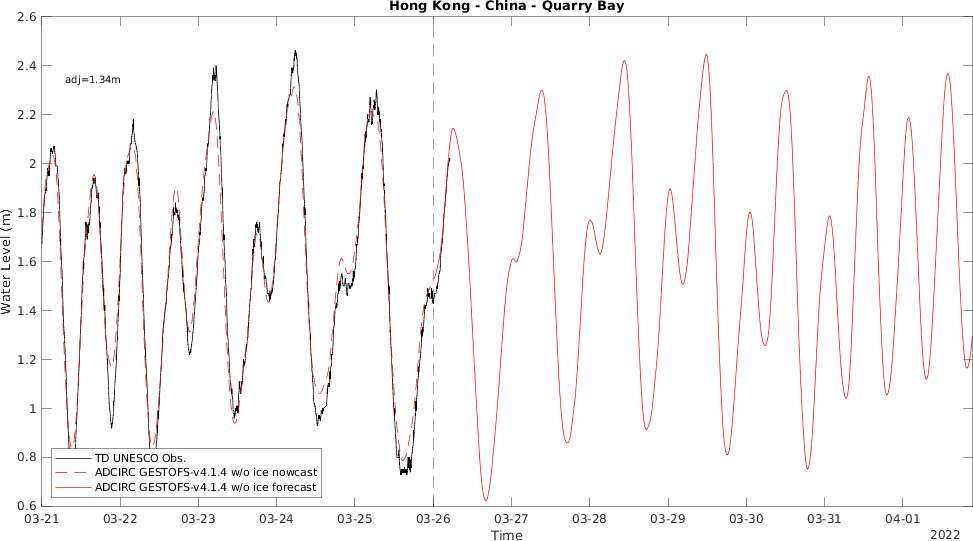 Hong Kong - China - Quarry Bay
2.6
2.4
adj=1.34m
2.2
2
1.8
1.6
1.4
1.2
1
0.8
0.6
Water Level (m)
TD UNESCO Obs.
ADCIRC GESTOFS-v4.1.4 w/o ice nowcast
ADCIRC GESTOFS-v4.1.4 w/o ice forecast
03-21 03-22 03-23 03-24 03-25 03-26 03-27 03-28 03-29 03-30 03-31 04-01
Time
2022